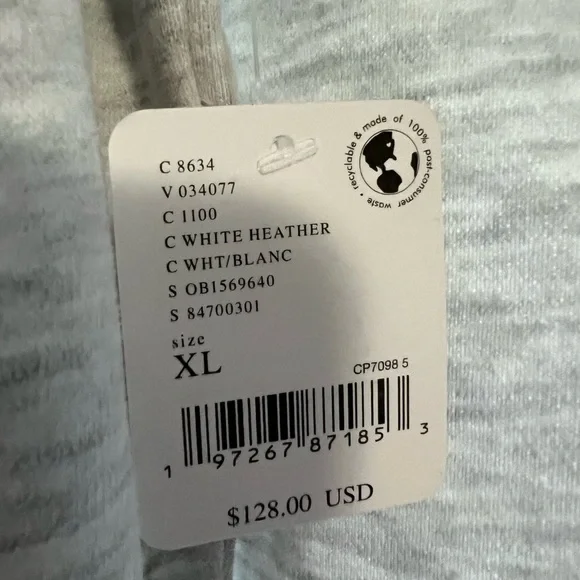 C 8634
V 034077
C 1100
C WHITE HEATHER
C WHT/BLANC
S OB1569640
S 84700301
size
XL
recyclable & made of 100% post-consumer waste •
CP7098 5
1 97267 87185 3
$128.00 USD